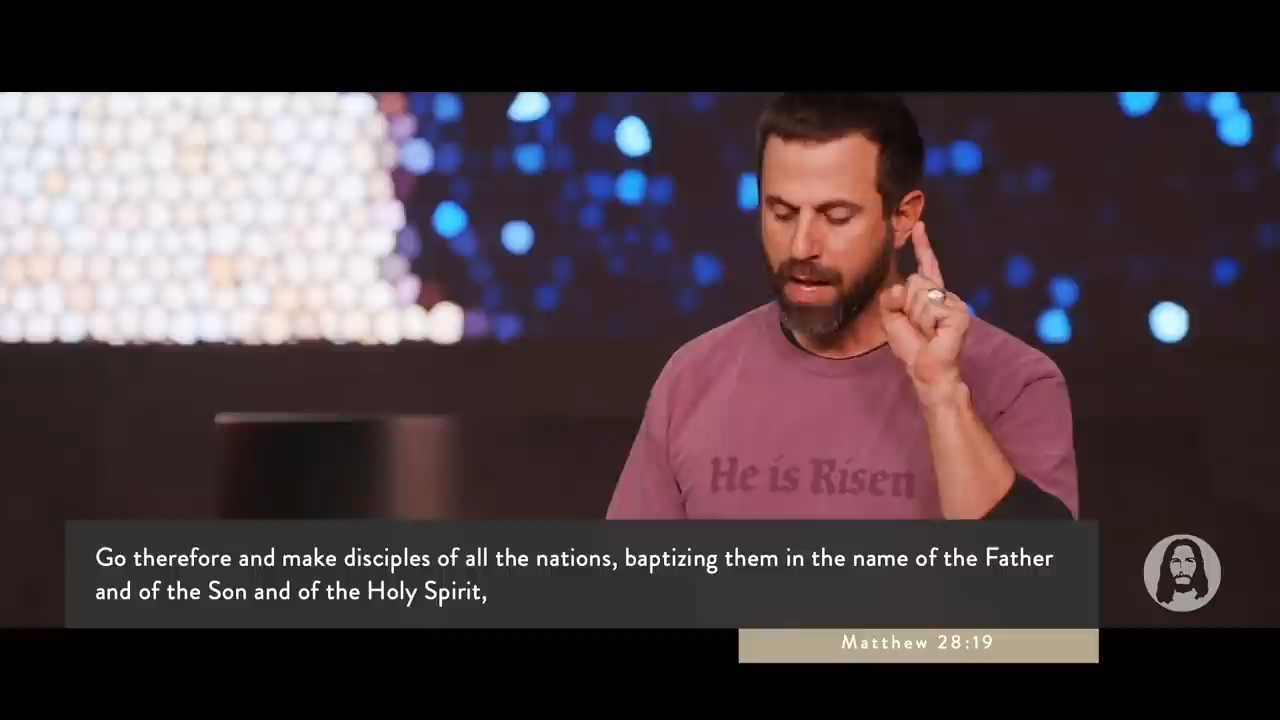 He is Risen
Go therefore and make disciples of all the nations, baptizing them in the name of the Father
and of the Son and of the Holy Spirit,
Matthew 28:19